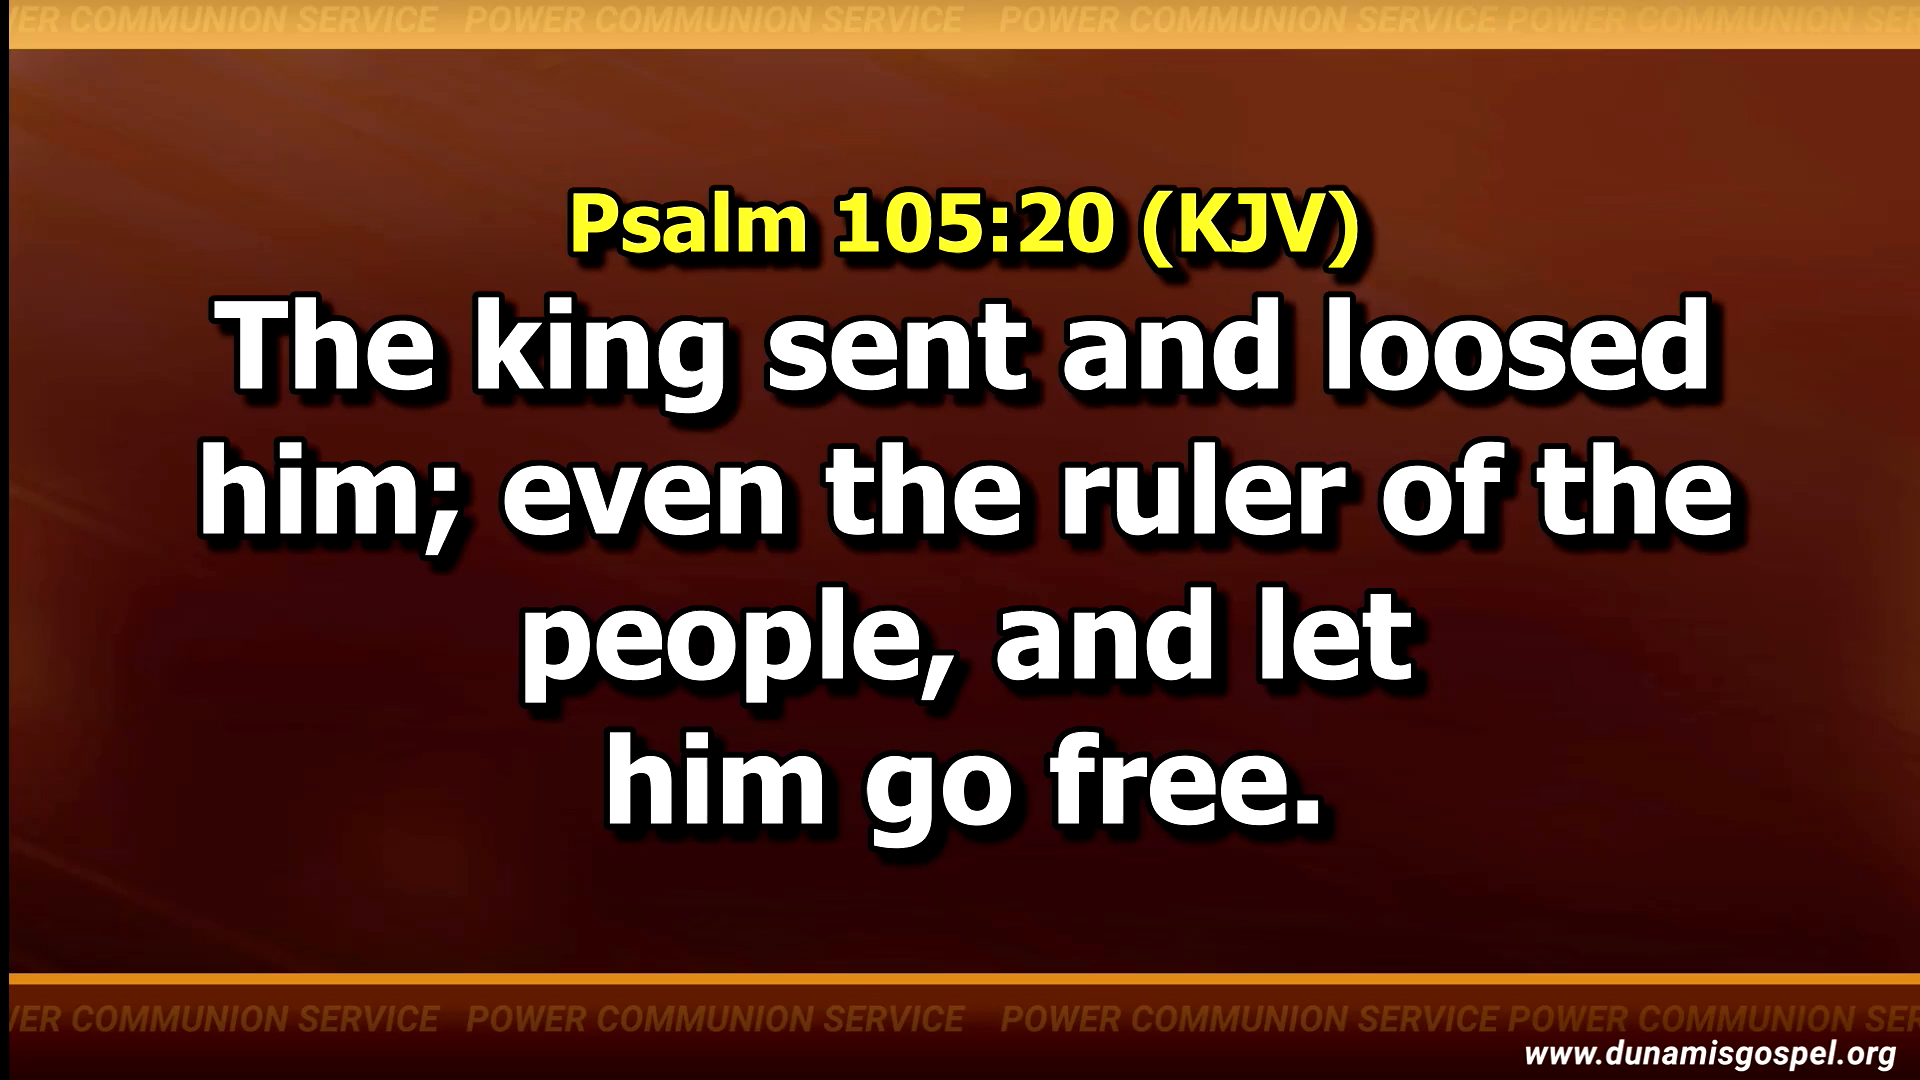 ER COMMUNION SERVICE POWER COMMUNION SERVICE POWER COMMUNION SERVICE POWER COMMUNION SER
Psalm 105:20 (KJV)
The king sent and loosed
him; even the ruler of the
people, and let
him go free.
ER COMMUNION SERVICE POWER COMMUNION SERVICE POWER COMMUNION SERVICE POWER COMMUNION SER
www.dunamisgospel.org